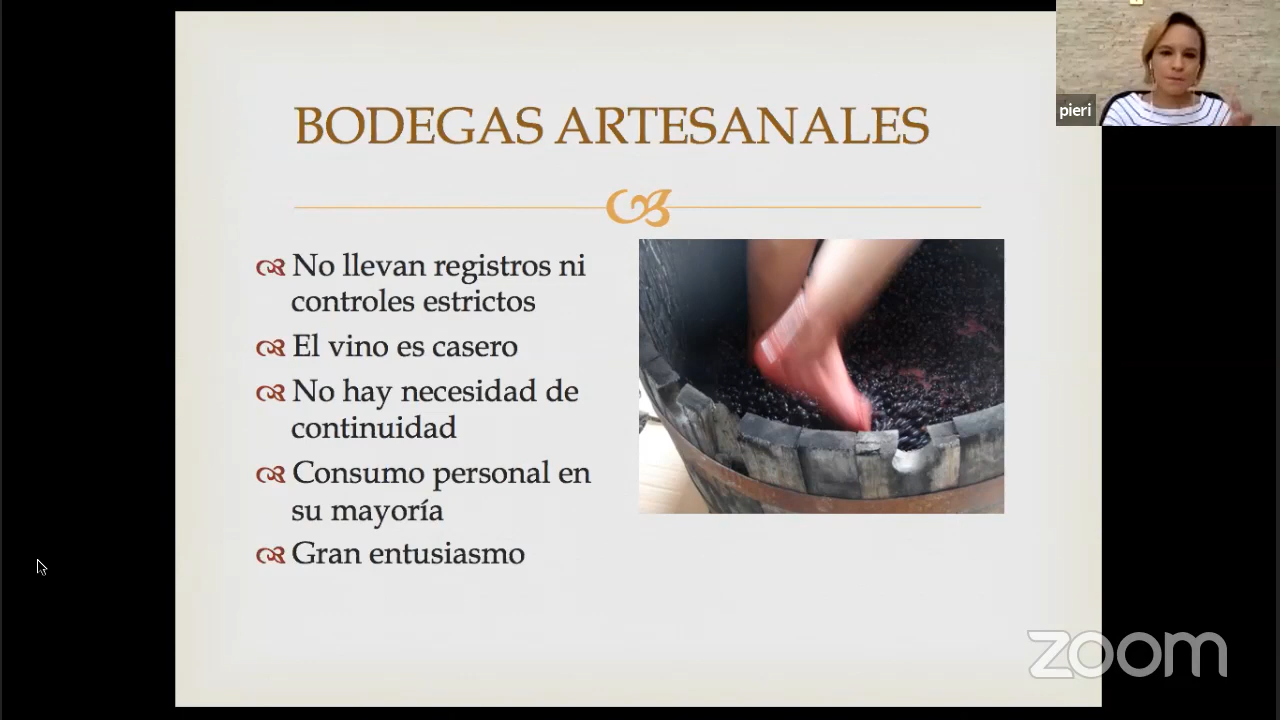 pieri
BODEGAS ARTESANALES
No llevan registros ni
controles estrictos
El vino es casero
No hay necesidad de
continuidad
Consumo personal en
su mayoría
Gran entusiasmo
zoom